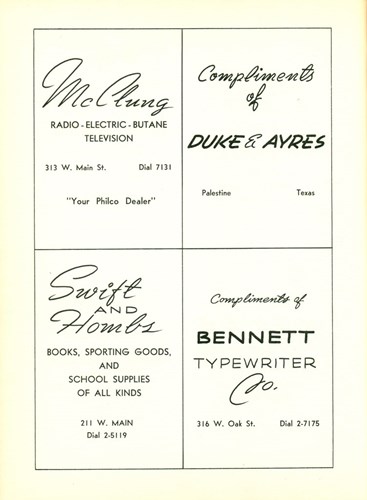 McClung
RADIO - ELECTRIC - BUTANE
TELEVISION
313 W. Main St. Dial 7131
"Your Philco Dealer"
Compliments
of
DUKE & AYRES
Palestine Texas
Swift
AND
Hombs
BOOKS, SPORTING GOODS,
AND
SCHOOL SUPPLIES
OF ALL KINDS
211 W. MAIN
Dial 2-5119
Compliments of
BENNETT
TYPEWRITER
Co.
316 W. Oak St. Dial 2-7175